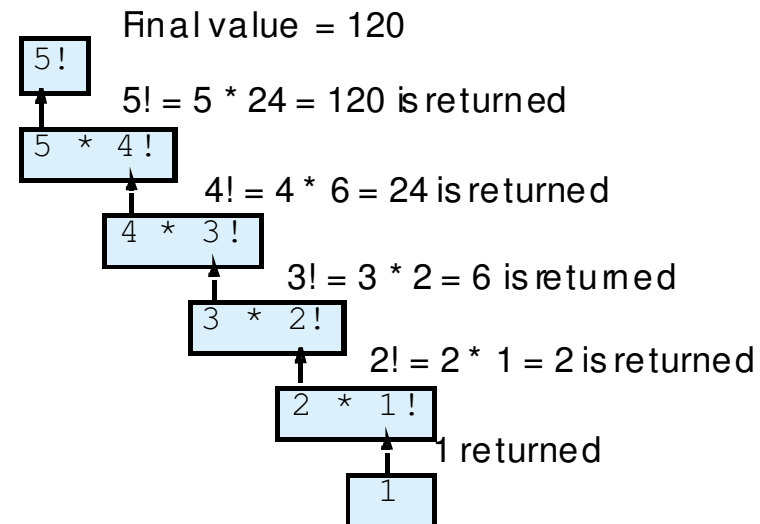 Final value = 120
5!
5! = 5 * 24 = 120 is returned
5 * 4!
4! = 4 * 6 = 24 is returned
4 * 3!
3! = 3 * 2 = 6 is returned
3 * 2!
2! = 2 * 1 = 2 is returned
2 * 1!
1 returned
1